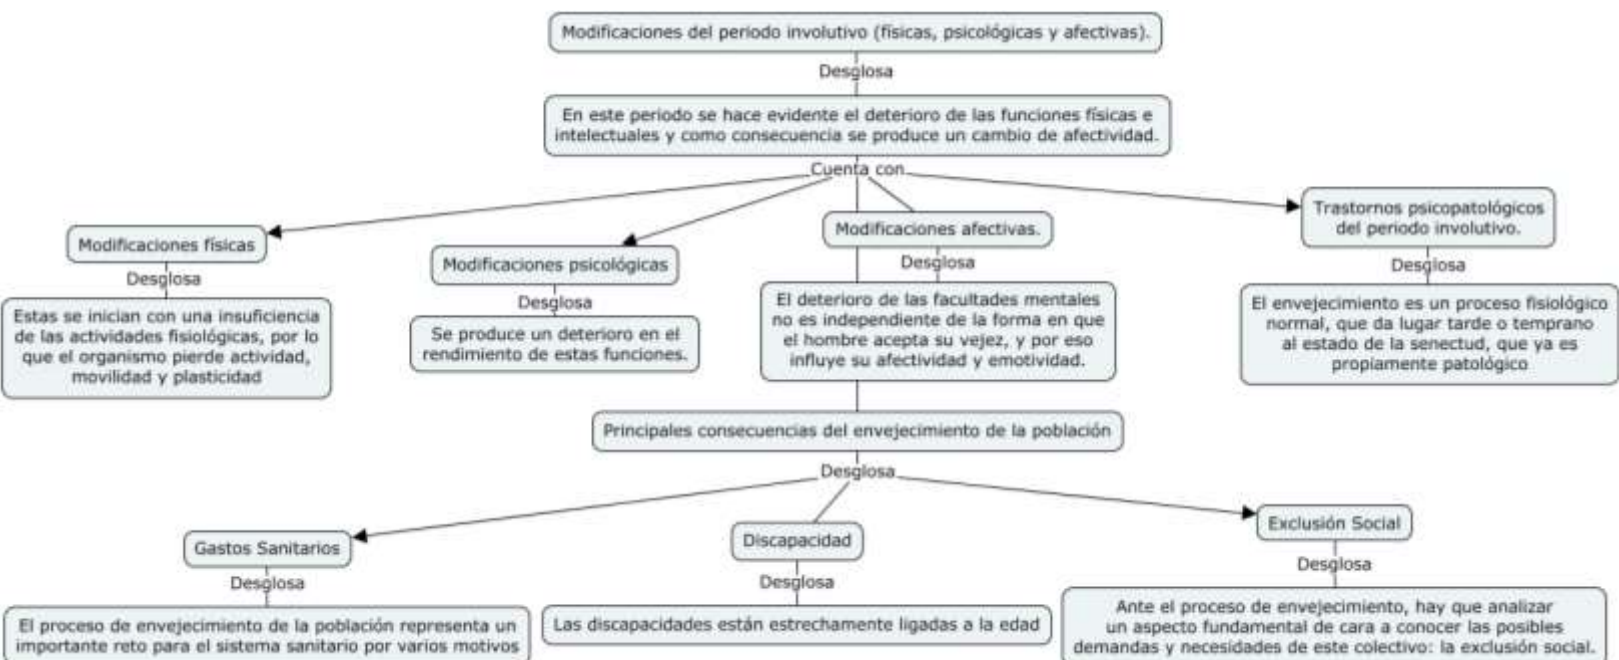 Modificaciones del periodo involutivo (físicas, psicológicas y afectivas).
Desglosa
En este periodo se hace evidente el deterioro de las funciones físicas e
intelectuales y como consecuencia se produce un cambio de afectividad.
Cuenta con
Modificaciones físicas
Desglosa
Estas se inician con una insuficiencia
de las actividades fisiológicas, por lo
que el organismo pierde actividad,
movilidad y plasticidad
Modificaciones psicológicas
Desglosa
Se produce un deterioro en el
rendimiento de estas funciones.
Modificaciones afectivas.
Desglosa
El deterioro de las facultades mentales
no es independiente de la forma en que
el hombre acepta su vejez, y por eso
influye su afectividad y emotividad.
Trastornos psicopatológicos
del periodo involutivo.
Desglosa
El envejecimiento es un proceso fisiológico
normal, que da lugar tarde o temprano
al estado de la senectud, que ya es
propiamente patológico
Principales consecuencias del envejecimiento de la población
Desglosa
Gastos Sanitarios
Desglosa
El proceso de envejecimiento de la población representa un
importante reto para el sistema sanitario por varios motivos
Discapacidad
Desglosa
Las discapacidades están estrechamente ligadas a la edad
Exclusión Social
Desglosa
Ante el proceso de envejecimiento, hay que analizar
un aspecto fundamental de cara a conocer las posibles
demandas y necesidades de este colectivo: la exclusión social.